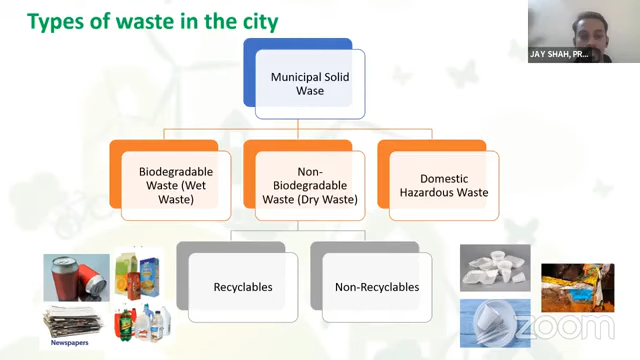 Types of waste in the city
JAY SHAH, PR...
Municipal Solid
Wase
Biodegradable
Waste (Wet
Waste)
Non-
Biodegradable
Waste (Dry Waste)
Domestic
Hazardous Waste
Recyclables
Non-Recyclables
Newspapers
zoom